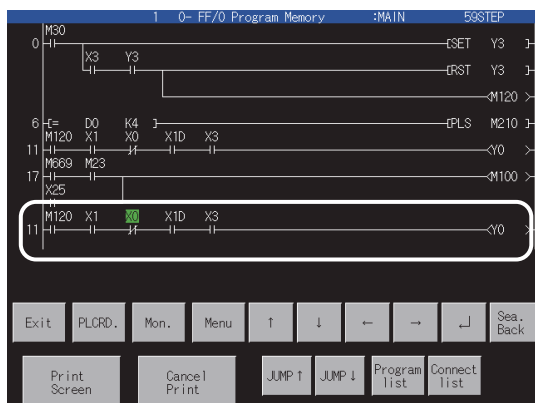 1 0- FF/0 Program Memory :MAIN 59STEP
M30
0 [SET Y3 ]
X3 Y3
[RST Y3 ]
<M120 >
6 [= D0 K4 ] [PLS M210 ]
M120 X1 X0 X1D X3
11 <Y0 >
M669 M23
17 <M100 >
X25
M120 X1 X0 X1D X3
11 <Y0 >
Exit PLCRD. Mon. Menu ↑ ↓ ← → ↵ Sea. Back
Print Screen Cancel Print JUMP↑ JUMP↓ Program list Connect list